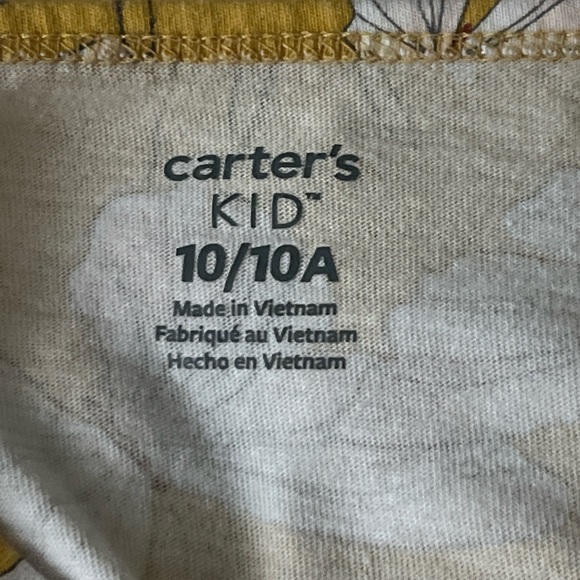 carter's
KID™
10/10A
Made in Vietnam
Fabriqué au Vietnam
Hecho en Vietnam